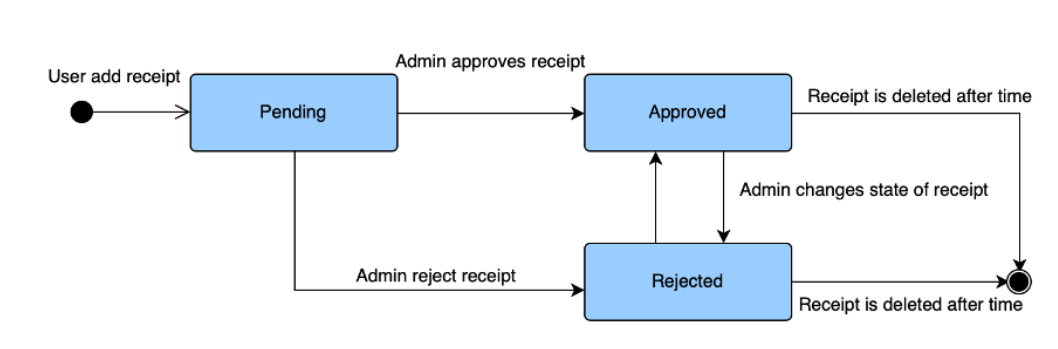 Admin approves receipt
User add receipt
Receipt is deleted after time
Pending
Approved
Admin changes state of receipt
Admin reject receipt
Rejected
Receipt is deleted after time